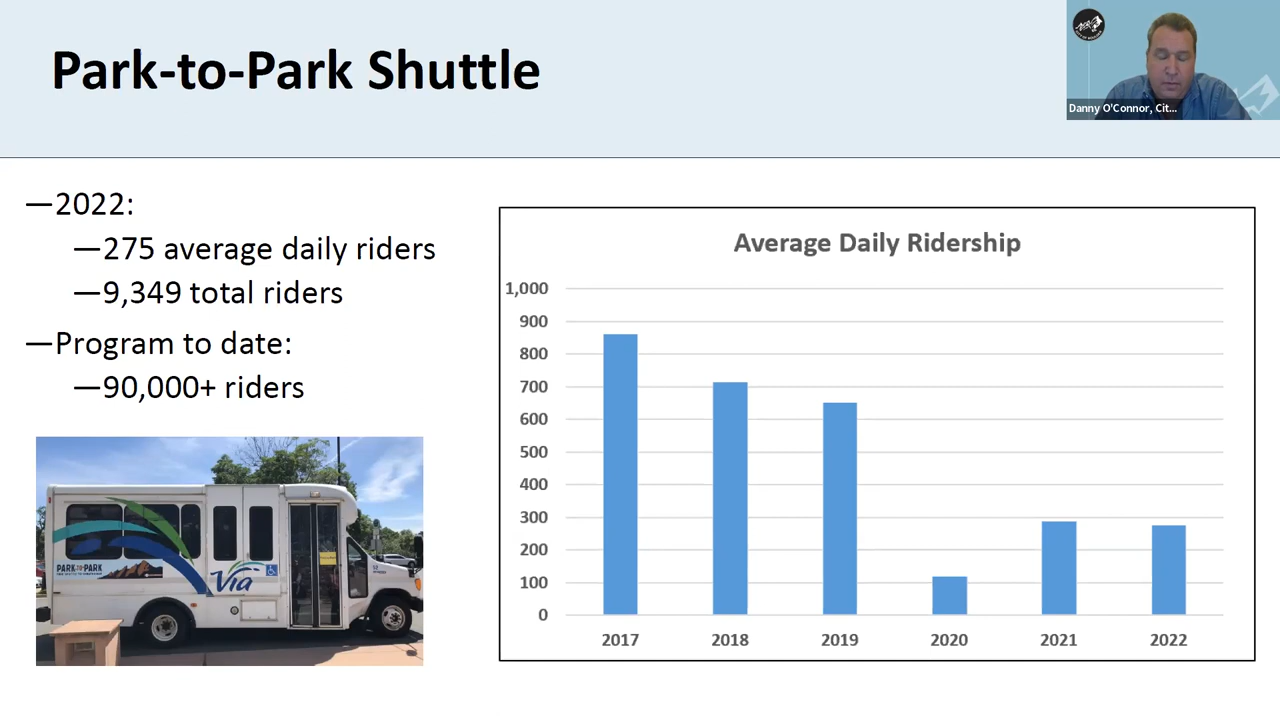 Park-to-Park Shuttle
Danny O'Connor, Cit...
—2022:
—275 average daily riders
—9,349 total riders
—Program to date:
—90,000+ riders
PARK TO PARK
Via
Average Daily Ridership
1,000
900
800
700
600
500
400
300
200
100
0
2017
2018
2019
2020
2021
2022